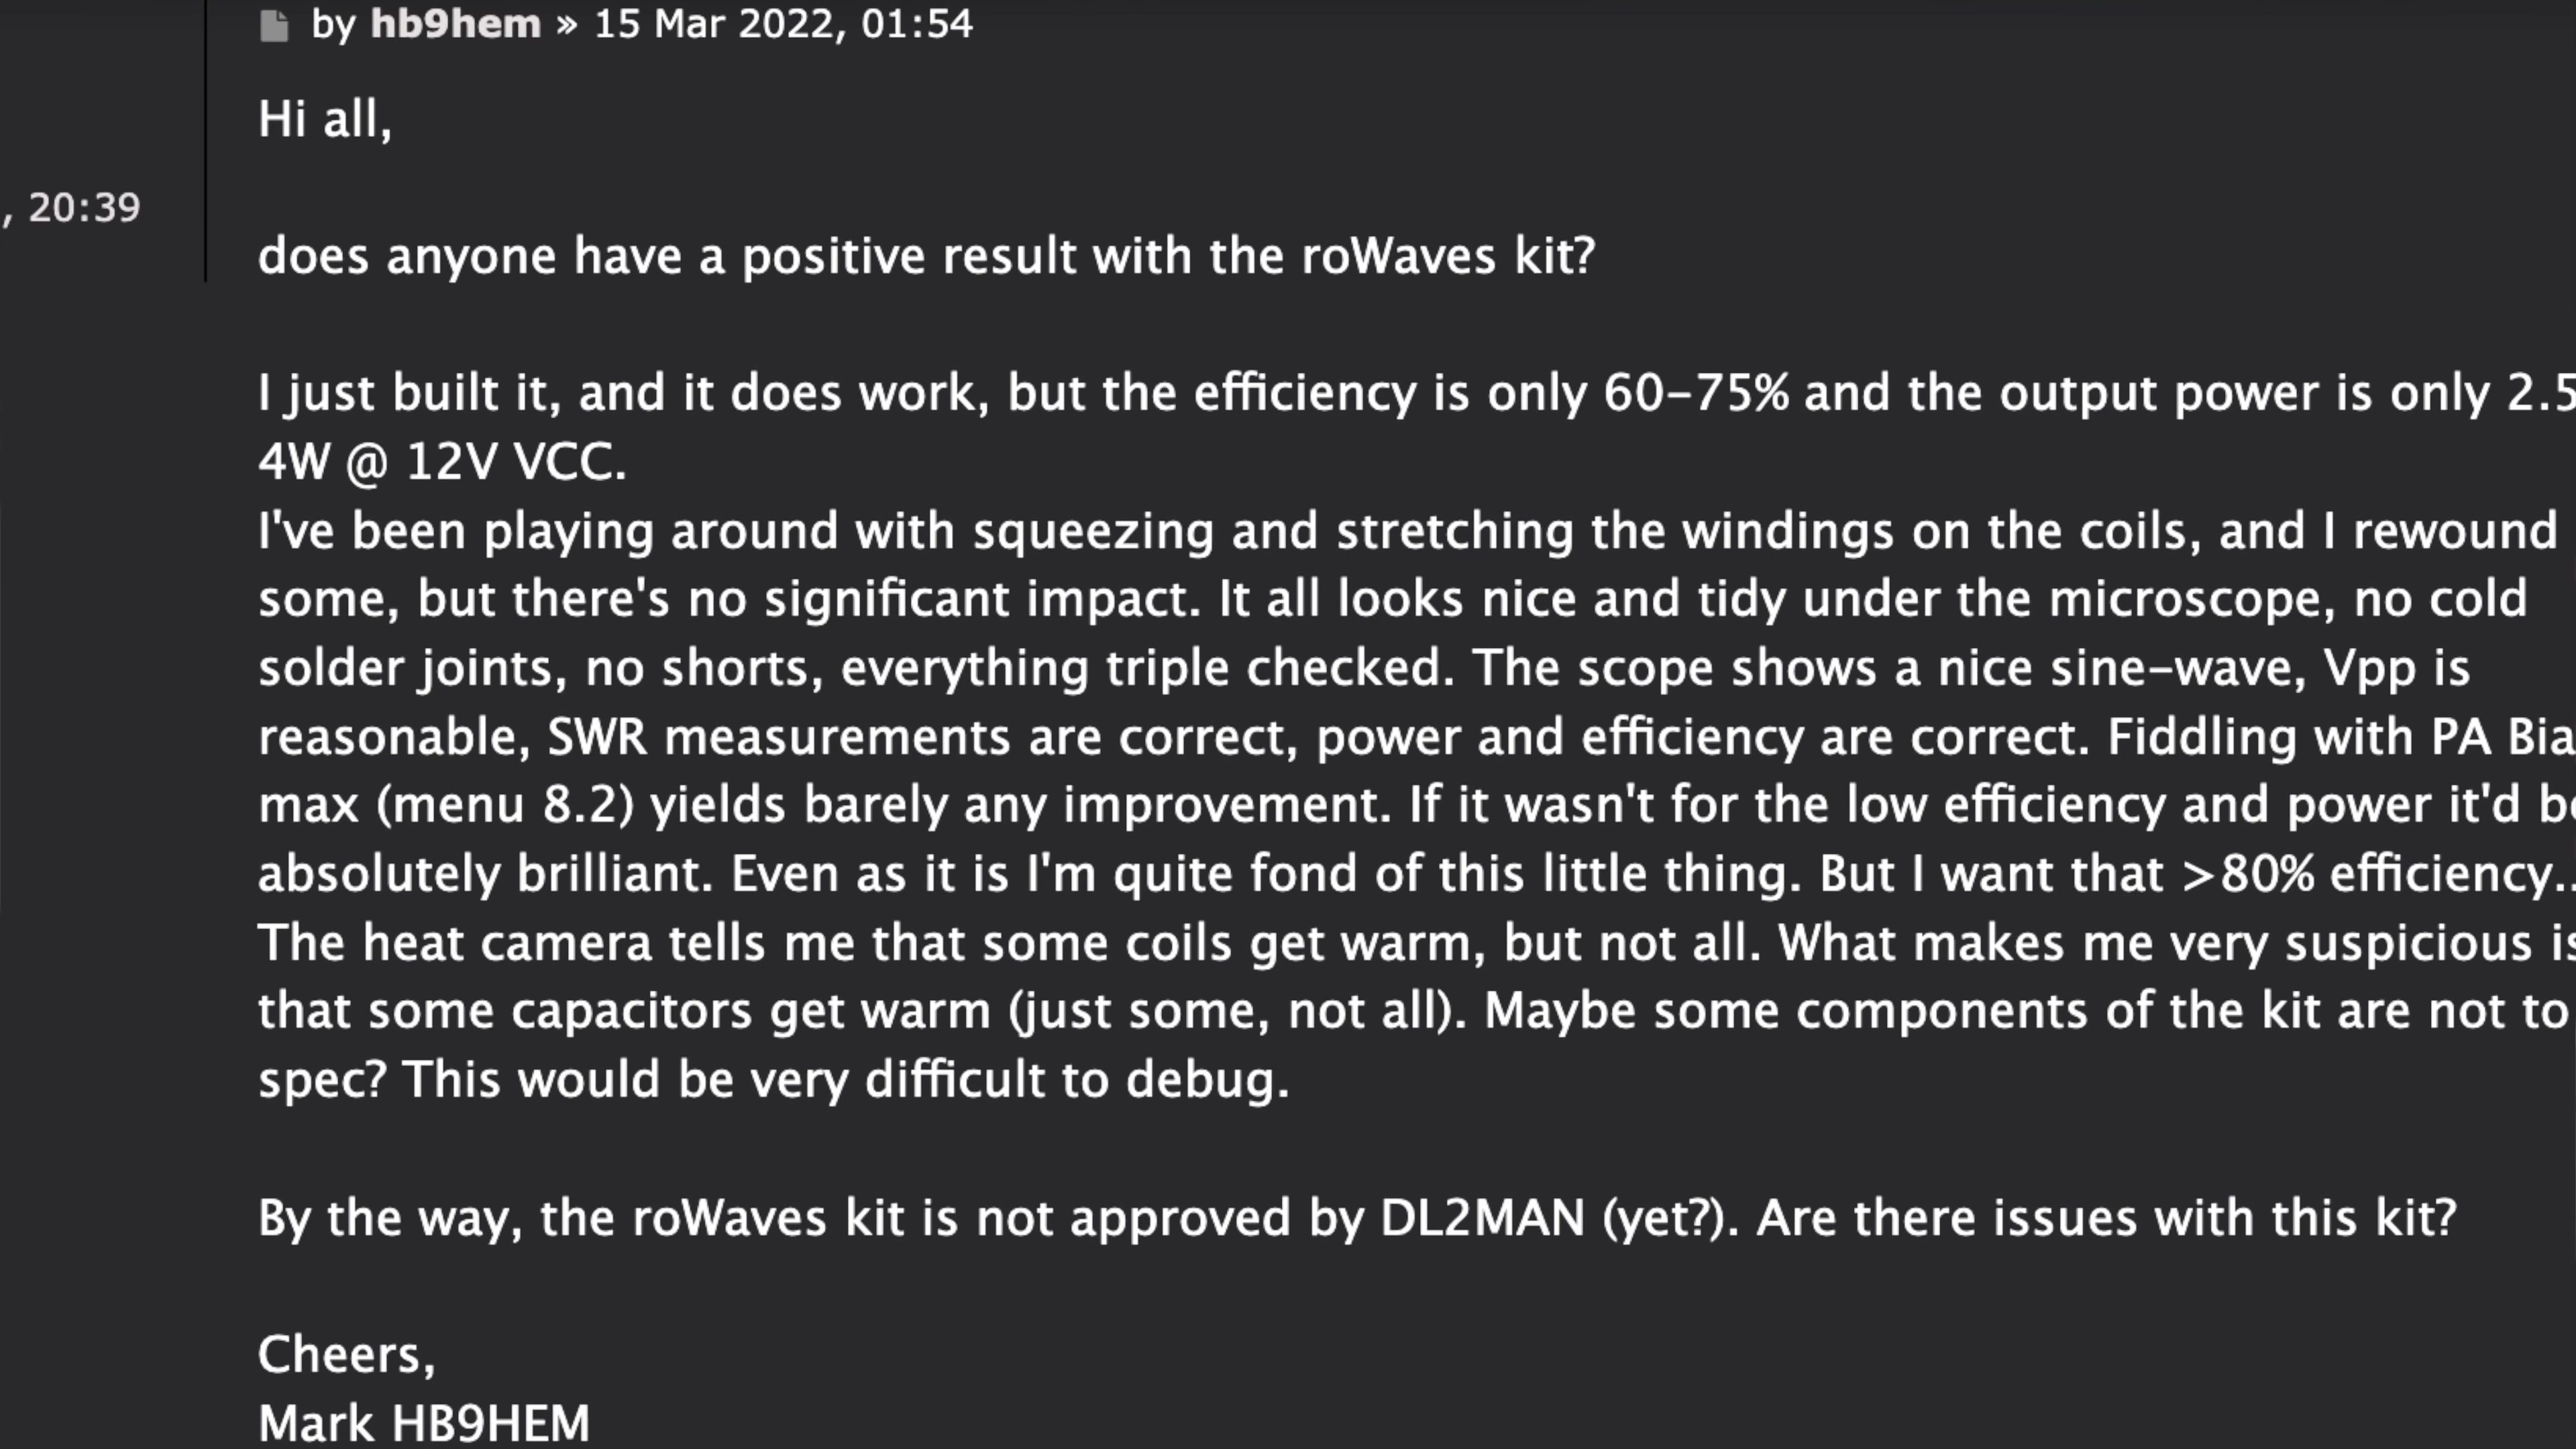 by hb9hem » 15 Mar 2022, 01:54
Hi all,
, 20:39
does anyone have a positive result with the roWaves kit?
I just built it, and it does work, but the efficiency is only 60-75% and the output power is only 2.5
4W @ 12V VCC.
I've been playing around with squeezing and stretching the windings on the coils, and I rewound
some, but there's no significant impact. It all looks nice and tidy under the microscope, no cold
solder joints, no shorts, everything triple checked. The scope shows a nice sine-wave, Vpp is
reasonable, SWR measurements are correct, power and efficiency are correct. Fiddling with PA Bia
max (menu 8.2) yields barely any improvement. If it wasn't for the low efficiency and power it'd be
absolutely brilliant. Even as it is I'm quite fond of this little thing. But I want that >80% efficiency..
The heat camera tells me that some coils get warm, but not all. What makes me very suspicious is
that some capacitors get warm (just some, not all). Maybe some components of the kit are not to
spec? This would be very difficult to debug.
By the way, the roWaves kit is not approved by DL2MAN (yet?). Are there issues with this kit?
Cheers,
Mark HB9HEM